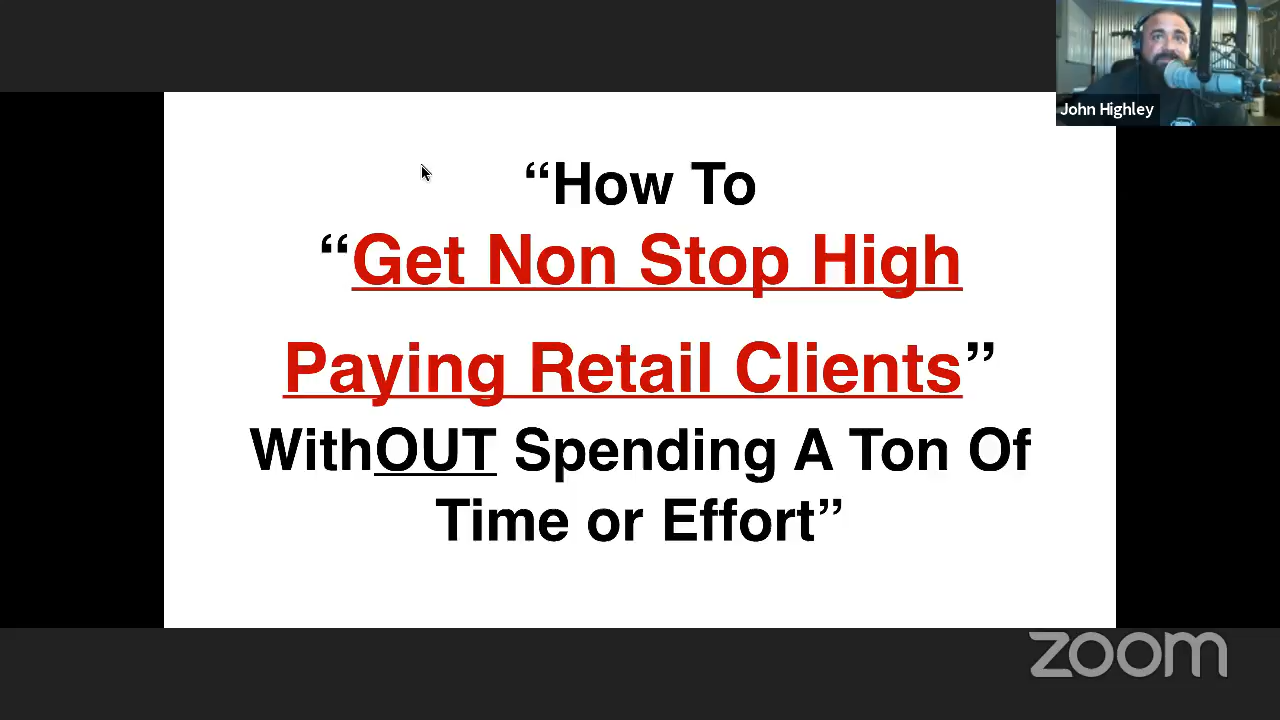 John Highley
“How To
“Get Non Stop High
Paying Retail Clients”
WithOUT Spending A Ton Of
Time or Effort”
zoom